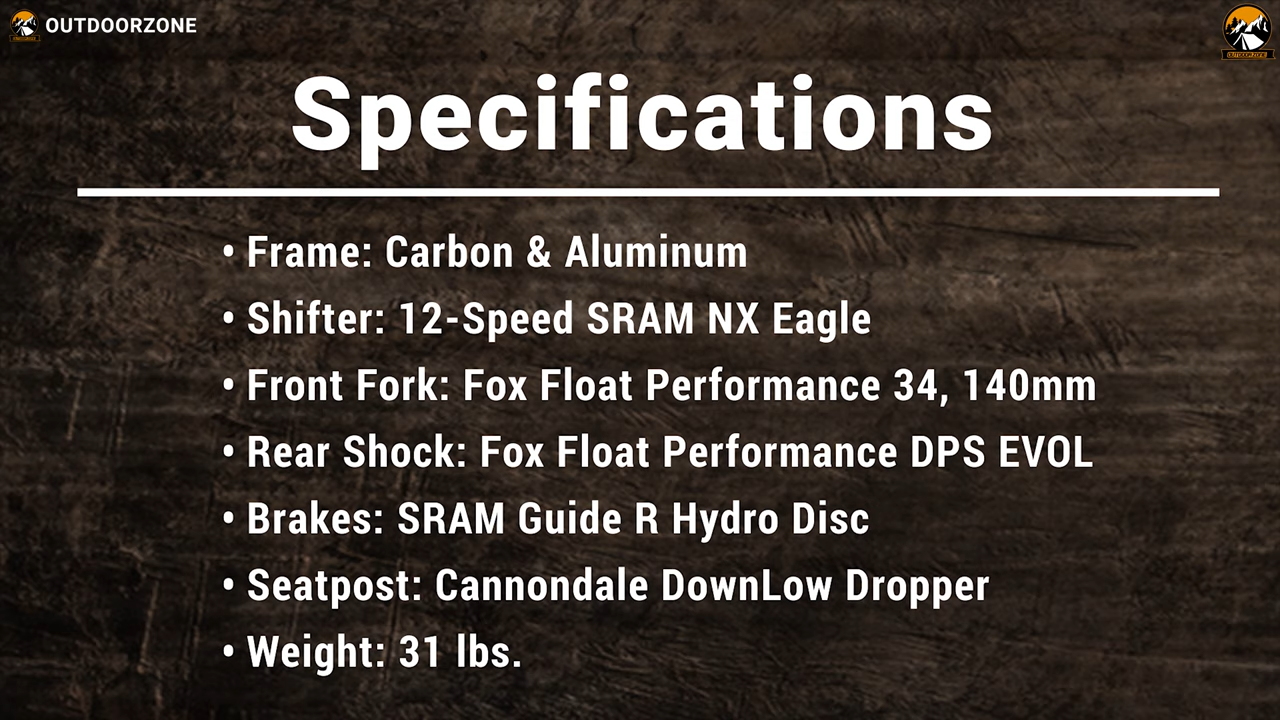 OUTDOORZONE
OUTDOORZONE
Specifications
• Frame: Carbon & Aluminum
• Shifter: 12-Speed SRAM NX Eagle
• Front Fork: Fox Float Performance 34, 140mm
• Rear Shock: Fox Float Performance DPS EVOL
• Brakes: SRAM Guide R Hydro Disc
• Seatpost: Cannondale DownLow Dropper
• Weight: 31 lbs.